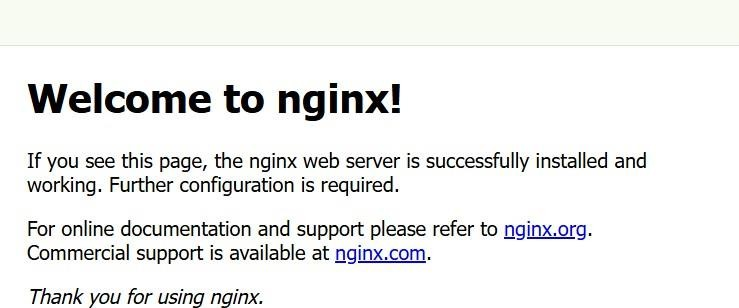 Welcome to nginx!
If you see this page, the nginx web server is successfully installed and
working. Further configuration is required.
For online documentation and support please refer to nginx.org.
Commercial support is available at nginx.com.
Thank you for using nginx.